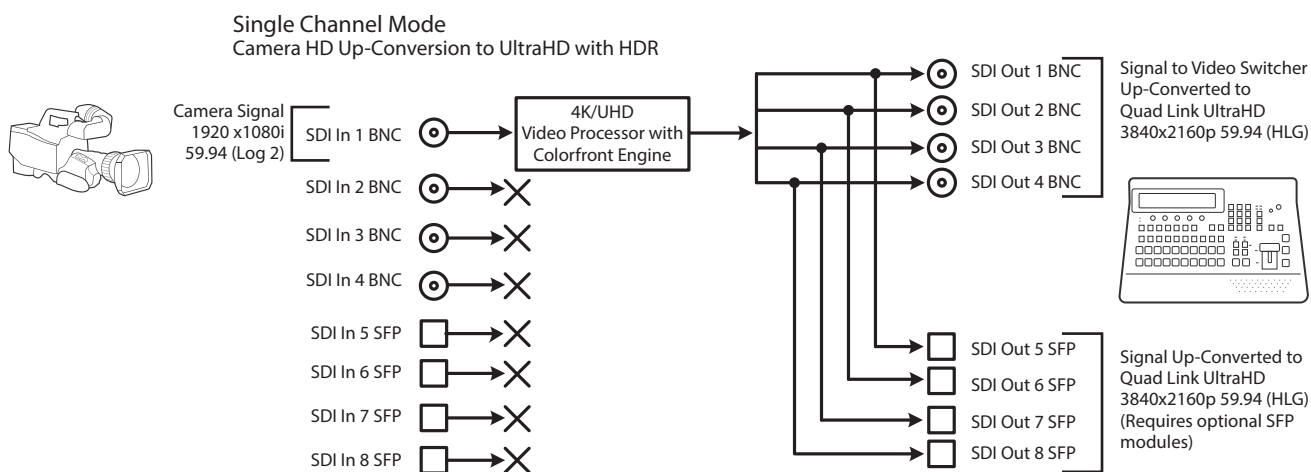 Single Channel Mode
Camera HD Up-Conversion to UltraHD with HDR
Camera Signal
1920 x1080i
59.94 (Log 2)
SDI In 1 BNC
SDI In 2 BNC
SDI In 3 BNC
SDI In 4 BNC
SDI In 5 SFP
SDI In 6 SFP
SDI In 7 SFP
SDI In 8 SFP
4K/UHD
Video Processor with
Colorfront Engine
SDI Out 1 BNC
SDI Out 2 BNC
SDI Out 3 BNC
SDI Out 4 BNC
Signal to Video Switcher
Up-Converted to
Quad Link UltraHD
3840x2160p 59.94 (HLG)
SDI Out 5 SFP
SDI Out 6 SFP
SDI Out 7 SFP
SDI Out 8 SFP
Signal Up-Converted to
Quad Link UltraHD
3840x2160p 59.94 (HLG)
(Requires optional SFP
modules)